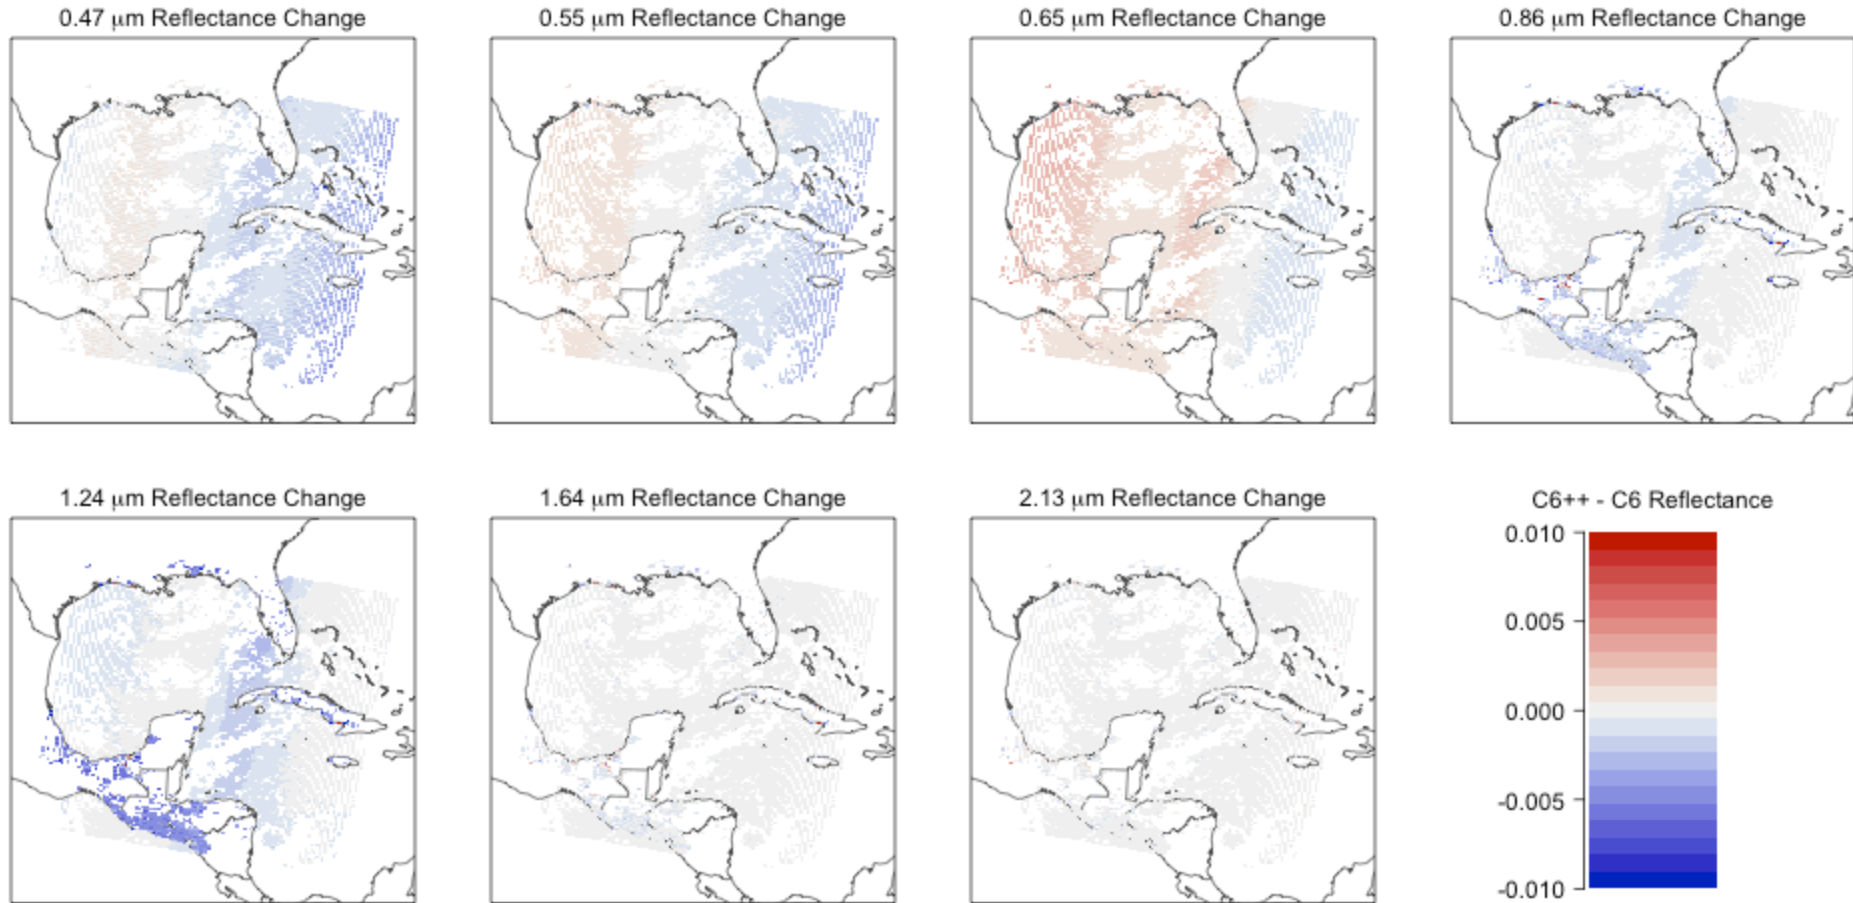 0.47 μm Reflectance Change
0.55 μm Reflectance Change
0.65 μm Reflectance Change
0.86 μm Reflectance Change
1.24 μm Reflectance Change
1.64 μm Reflectance Change
2.13 μm Reflectance Change
C6++ - C6 Reflectance
0.010
0.005
0.000
-0.005
-0.010